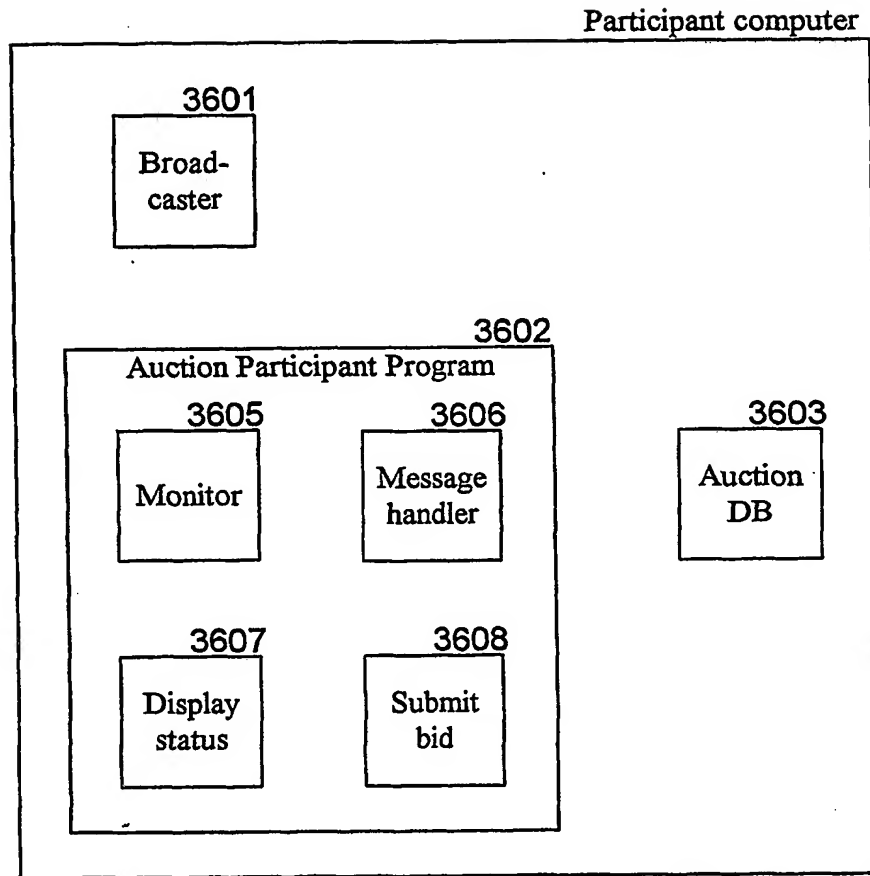 Participant computer
3601
Broad-
caster
3602
Auction Participant Program
3605
Monitor
3606
Message
handler
3603
Auction
DB
3607
Display
status
3608
Submit
bid